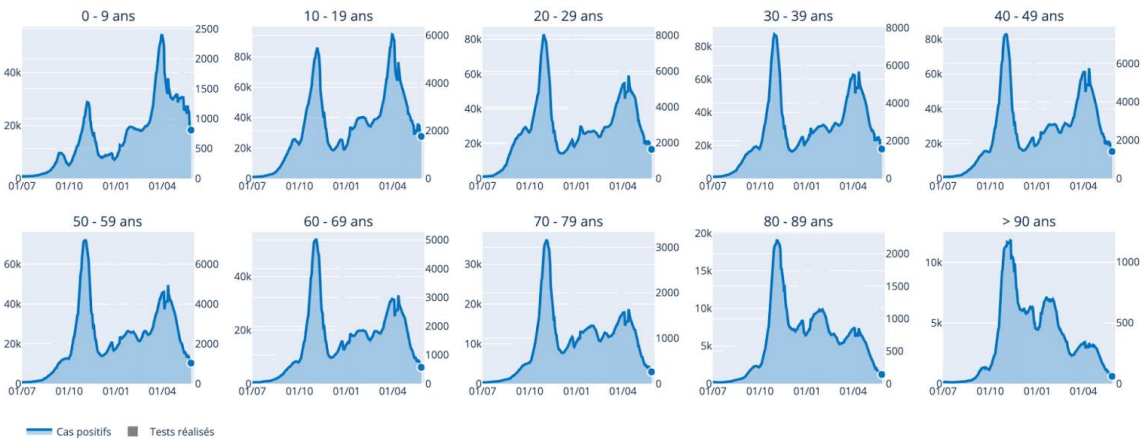 0 - 9 ans
10 - 19 ans
20 - 29 ans
30 - 39 ans
40 - 49 ans
2500
2000
1500
1000
500
0
40k
20k
0
01/07
01/10
01/01
01/04
6000
4000
2000
0
80k
60k
40k
20k
0
01/07
01/10
01/01
01/04
8000
6000
4000
2000
0
80k
60k
40k
20k
0
01/07
01/10
01/01
01/04
8000
6000
4000
2000
0
80k
60k
40k
20k
0
01/07
01/10
01/01
01/04
6000
4000
2000
0
80k
60k
40k
20k
0
01/07
01/10
01/01
01/04
50 - 59 ans
60 - 69 ans
70 - 79 ans
80 - 89 ans
> 90 ans
6000
4000
2000
0
60k
40k
20k
0
01/07
01/10
01/01
01/04
5000
4000
3000
2000
1000
0
40k
20k
0
01/07
01/10
01/01
01/04
3000
2000
1000
0
30k
20k
10k
0
01/07
01/10
01/01
01/04
2000
1500
1000
500
0
20k
15k
10k
5k
0
01/07
01/10
01/01
01/04
1000
500
0
10k
5k
0
01/07
01/10
01/01
01/04
Cas positifs
Tests réalisés